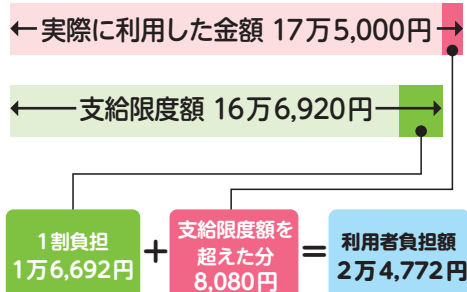 実際に利用した金額 17万5,000円
支給限度額 16万6,920円
1割負担
1万6,692円
+
支給限度額を
超えた分
8,080円
=
利用者負担額
2万4,772円